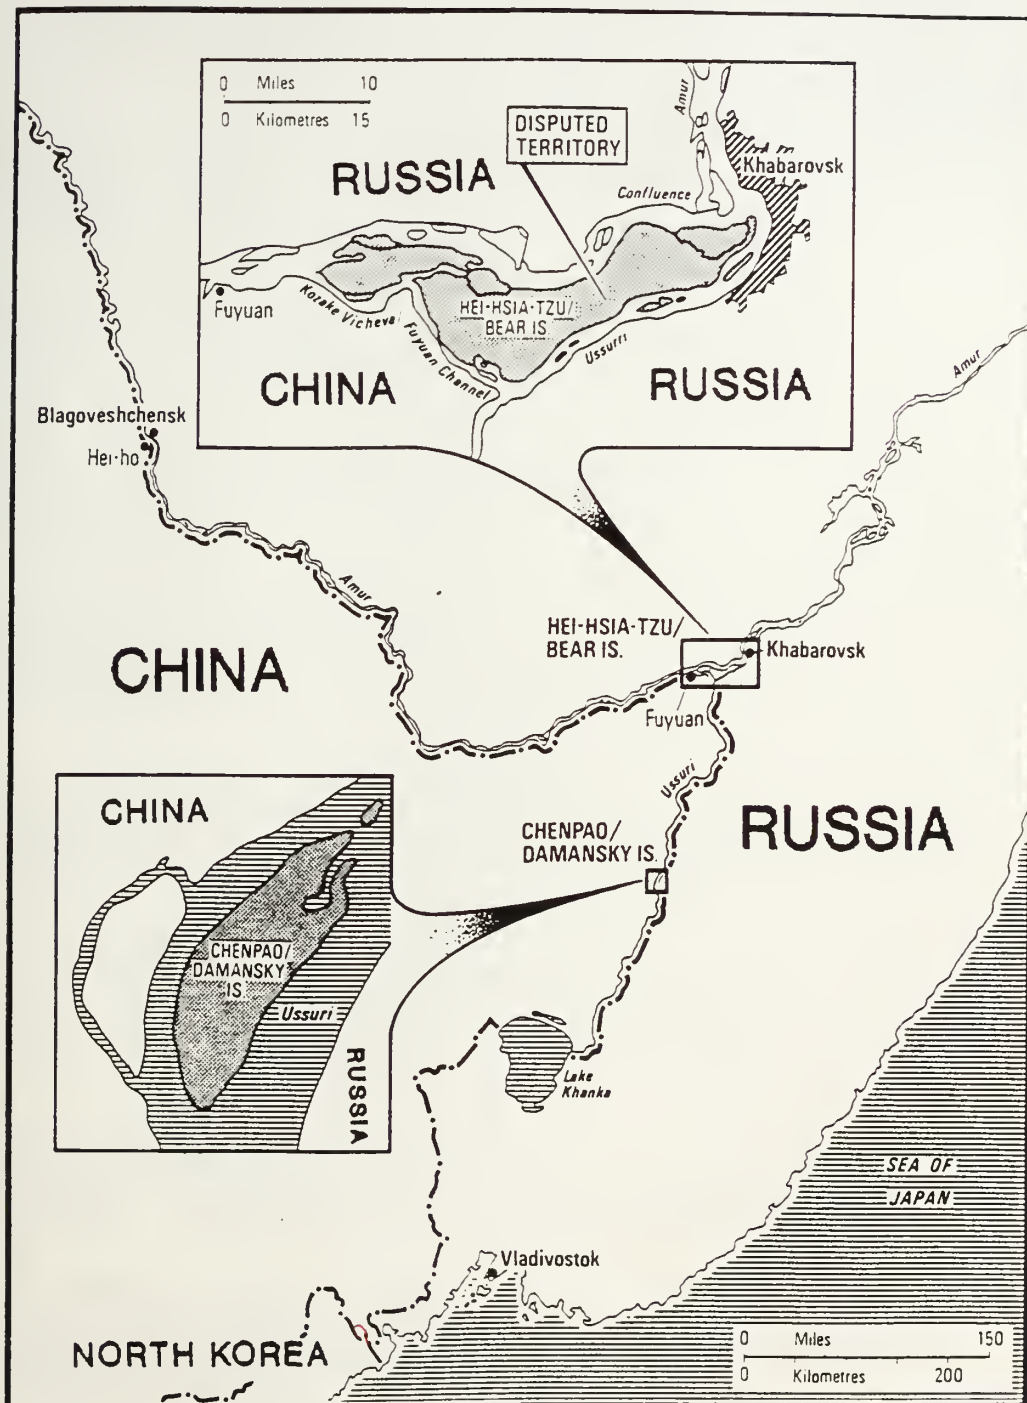 0 Miles 10
0 Kilometres 15
DISPUTED
TERRITORY
Amur
Khabarovsk
RUSSIA
Confluence
Fuyuan
Kozake Vicheva
Fuyuan Channel
HEI-HSIA-TZU/
BEAR IS.
Ussurri
CHINA
RUSSIA
Amur
Blagoveshchensk
Hei-ho
Amur
CHINA
HEI-HSIA-TZU/
BEAR IS.
Khabarovsk
Fuyuan
Ussuri
RUSSIA
CHENPAO/
DAMANSKY IS.
CHINA
CHENPAO/
DAMANSKY
IS.
Ussuri
RUSSIA
Lake
Khanka
SEA OF
JAPAN
Vladivostok
NORTH KOREA
0 Miles 150
0 Kilometres 200